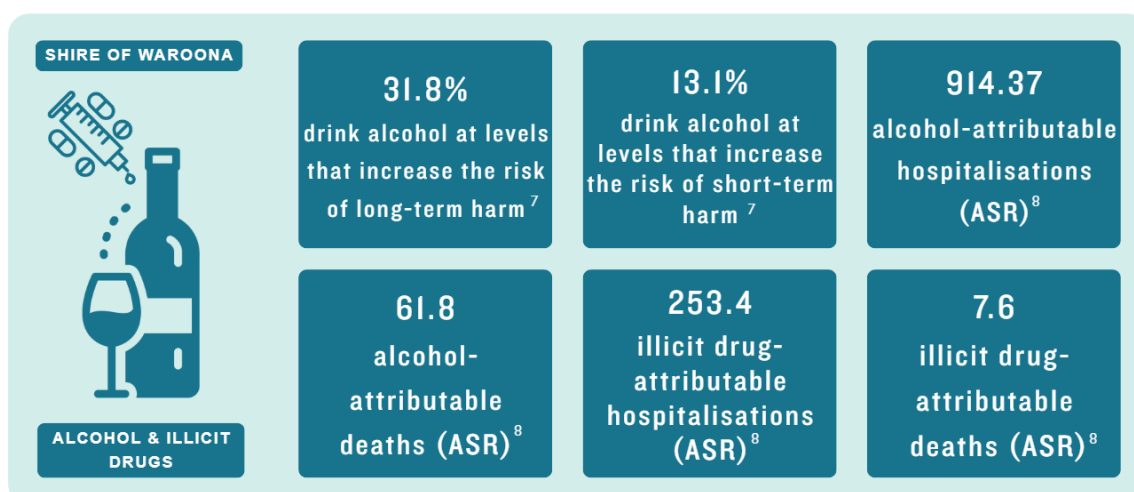 SHIRE OF WAROONA
31.8%
drink alcohol at levels
that increase the risk
of long-term harm 7
13.1%
drink alcohol at
levels that increase
the risk of short-term
harm 7
914.37
alcohol-attributable
hospitalisations
(ASR) 8
61.8
alcohol-
attributable
deaths (ASR) 8
253.4
illicit drug-
attributable
hospitalisations
(ASR) 8
7.6
illicit drug-
attributable
deaths (ASR) 8
ALCOHOL & ILLICIT
DRUGS